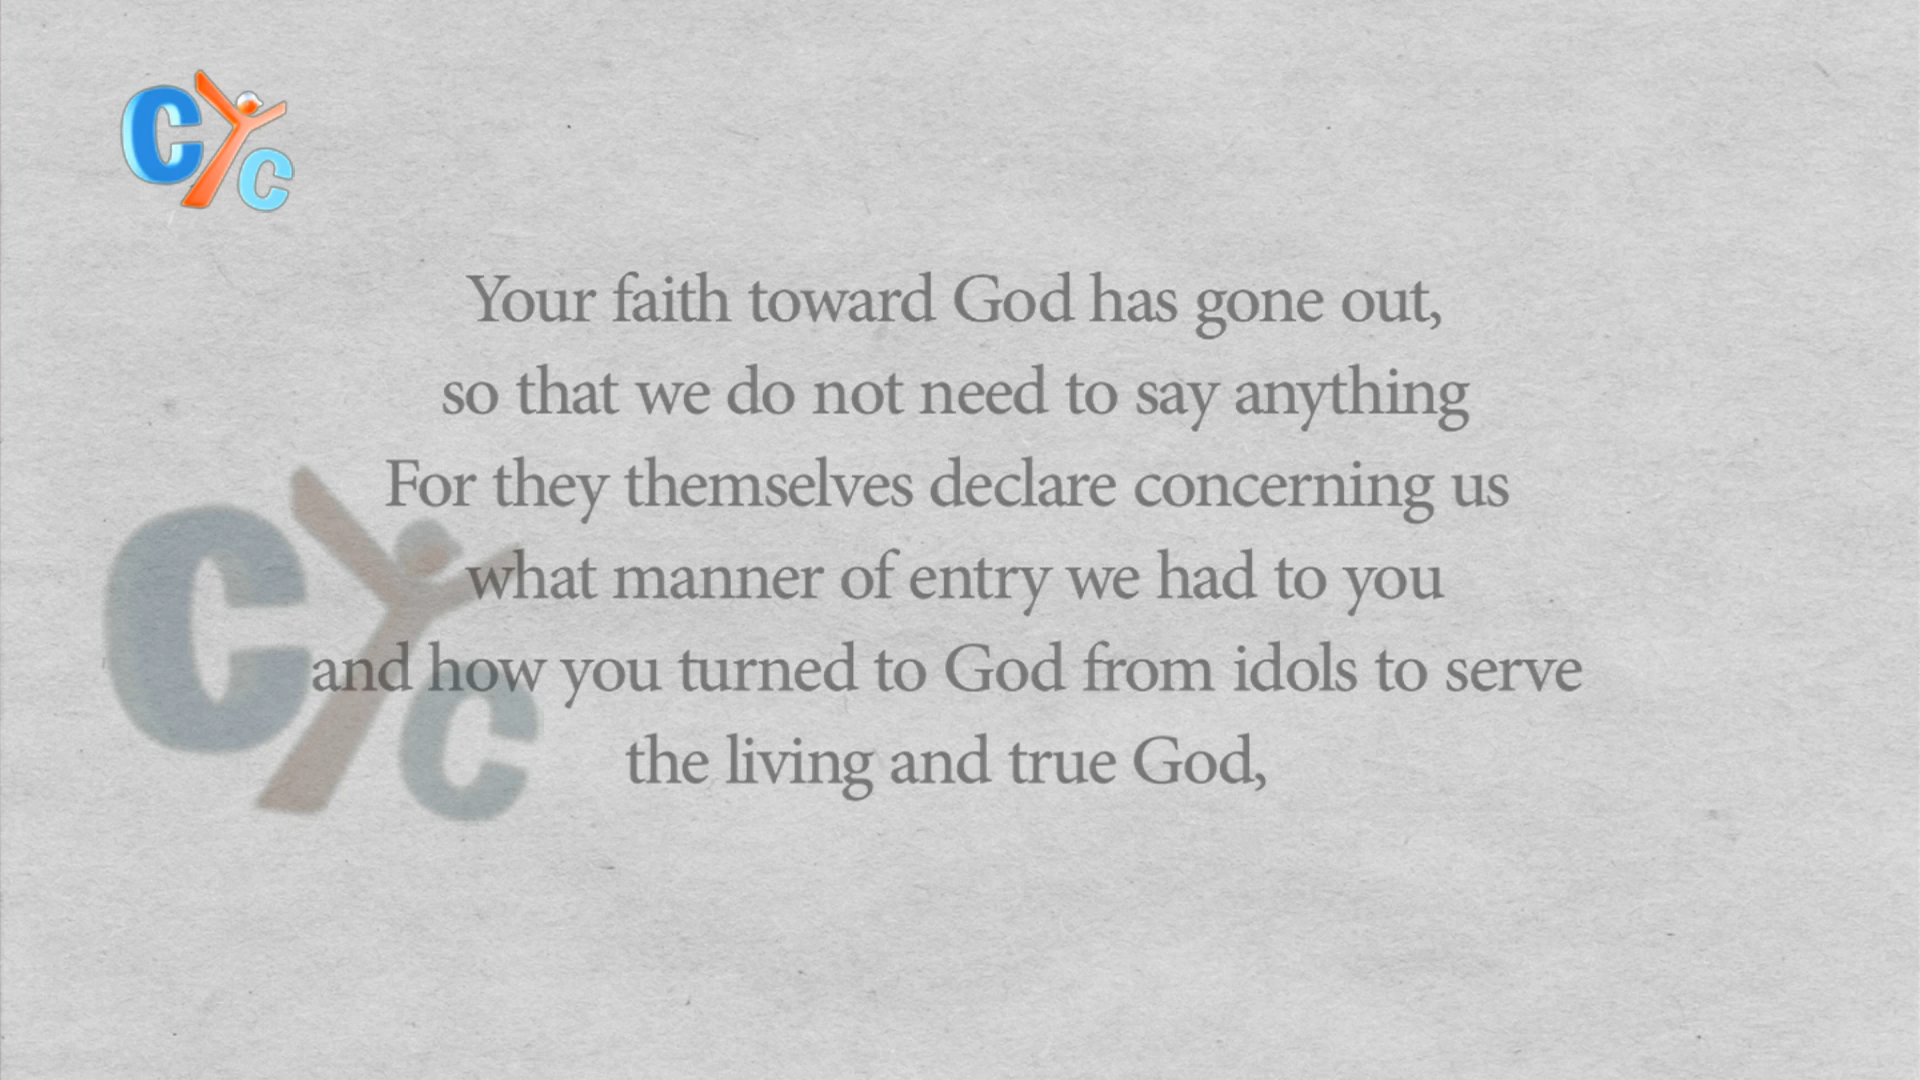 CYC
Your faith toward God has gone out,
so that we do not need to say anything
For they themselves declare concerning us
what manner of entry we had to you
and how you turned to God from idols to serve
the living and true God,
CYC